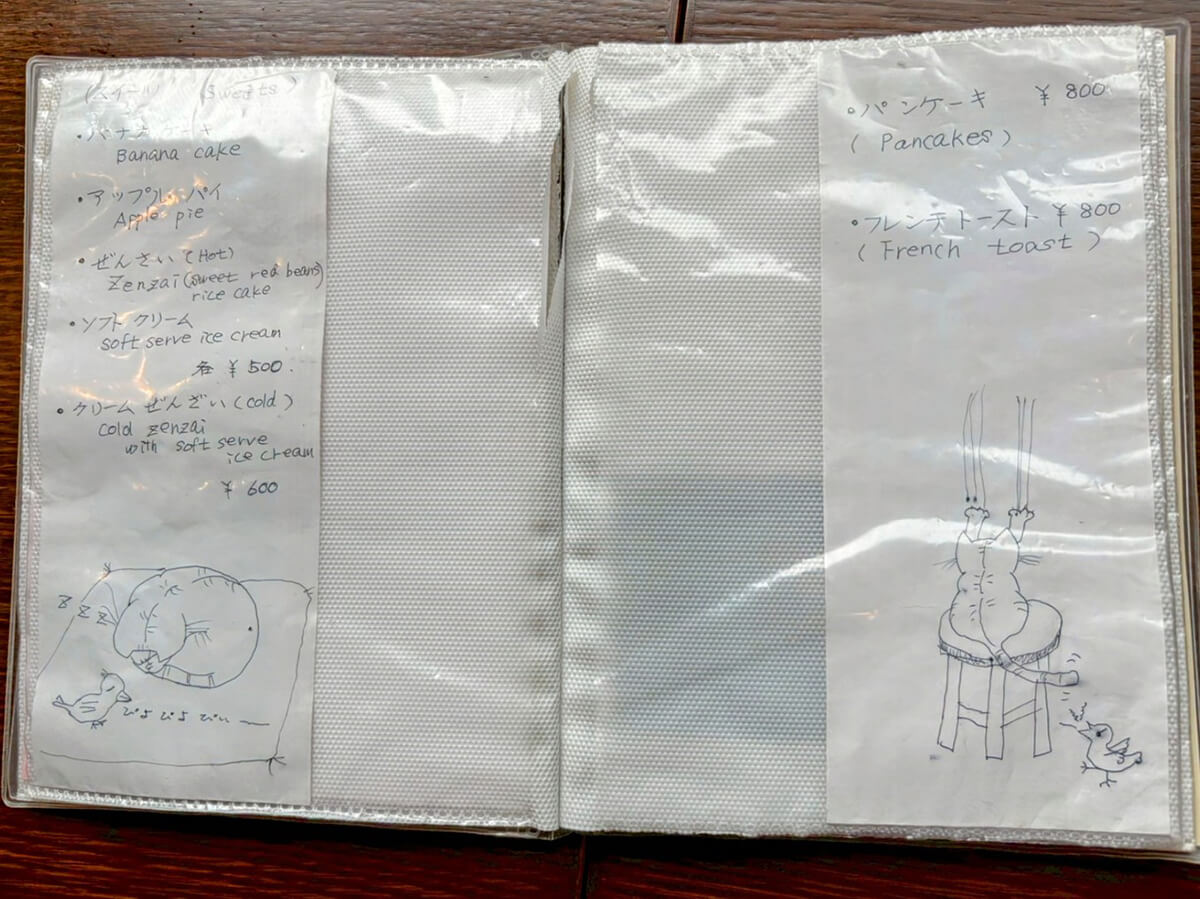 (スイーツ Sweets)
・バナナケーキ
Banana cake
・アップル パイ
Apple pie
・ぜんざい (Hot)
Zenzai (sweet red beans)
rice cake
・ソフト クリーム
soft serve ice cream
各 ¥500.
・クリーム ぜんざい (cold)
cold zenzai
with soft serve
ice cream
¥ 600
z z z
ぴよ ぴよ ぴぃー
・パンケーキ ¥ 800
(Pancakes)
・フレンチトースト ¥ 800
(French toast)